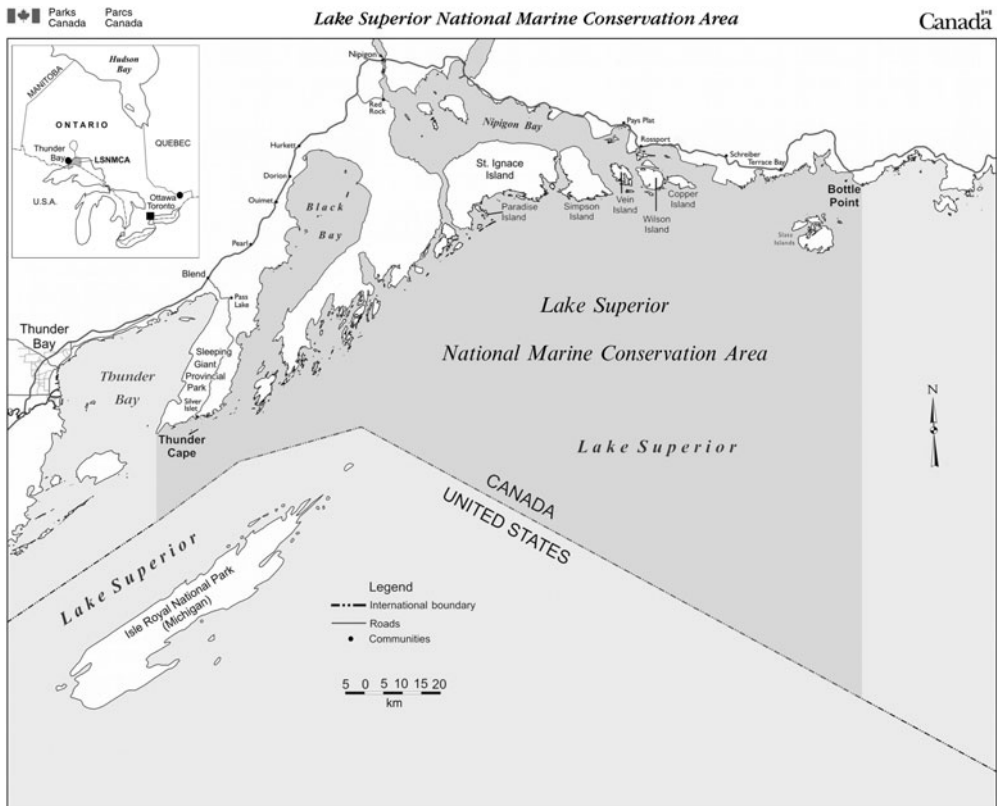 Parks
Canada
Parcs
Canada
Lake Superior National Marine Conservation Area
Canada
Hudson
Bay
MANITOBA
ONTARIO
QUEBEC
Thunder
Bay
LSNMCA
U.S.A.
Ottawa
Toronto
Nipigon
Red
Rock
Nipigon Bay
Pays Plat
Rossport
Schreiber
Terrace Bay
Hurkett
Dorion
Ouimet
Pearl
Blend
Pass
Lake
Black
Bay
St. Ignace
Island
Paradise
Island
Simpson
Island
Vein
Island
Wilson
Island
Copper
Island
Bottle
Point
Slate
Islands
Thunder
Bay
Thunder
Bay
Sleeping
Giant
Provincial
Park
Silver
Islet
Thunder
Cape
Lake Superior
National Marine Conservation Area
Lake Superior
N
CANADA
UNITED STATES
Lake Superior
Isle Royal National Park
(Michigan)
Legend
International boundary
Roads
Communities
5 0 5 10 15 20
km